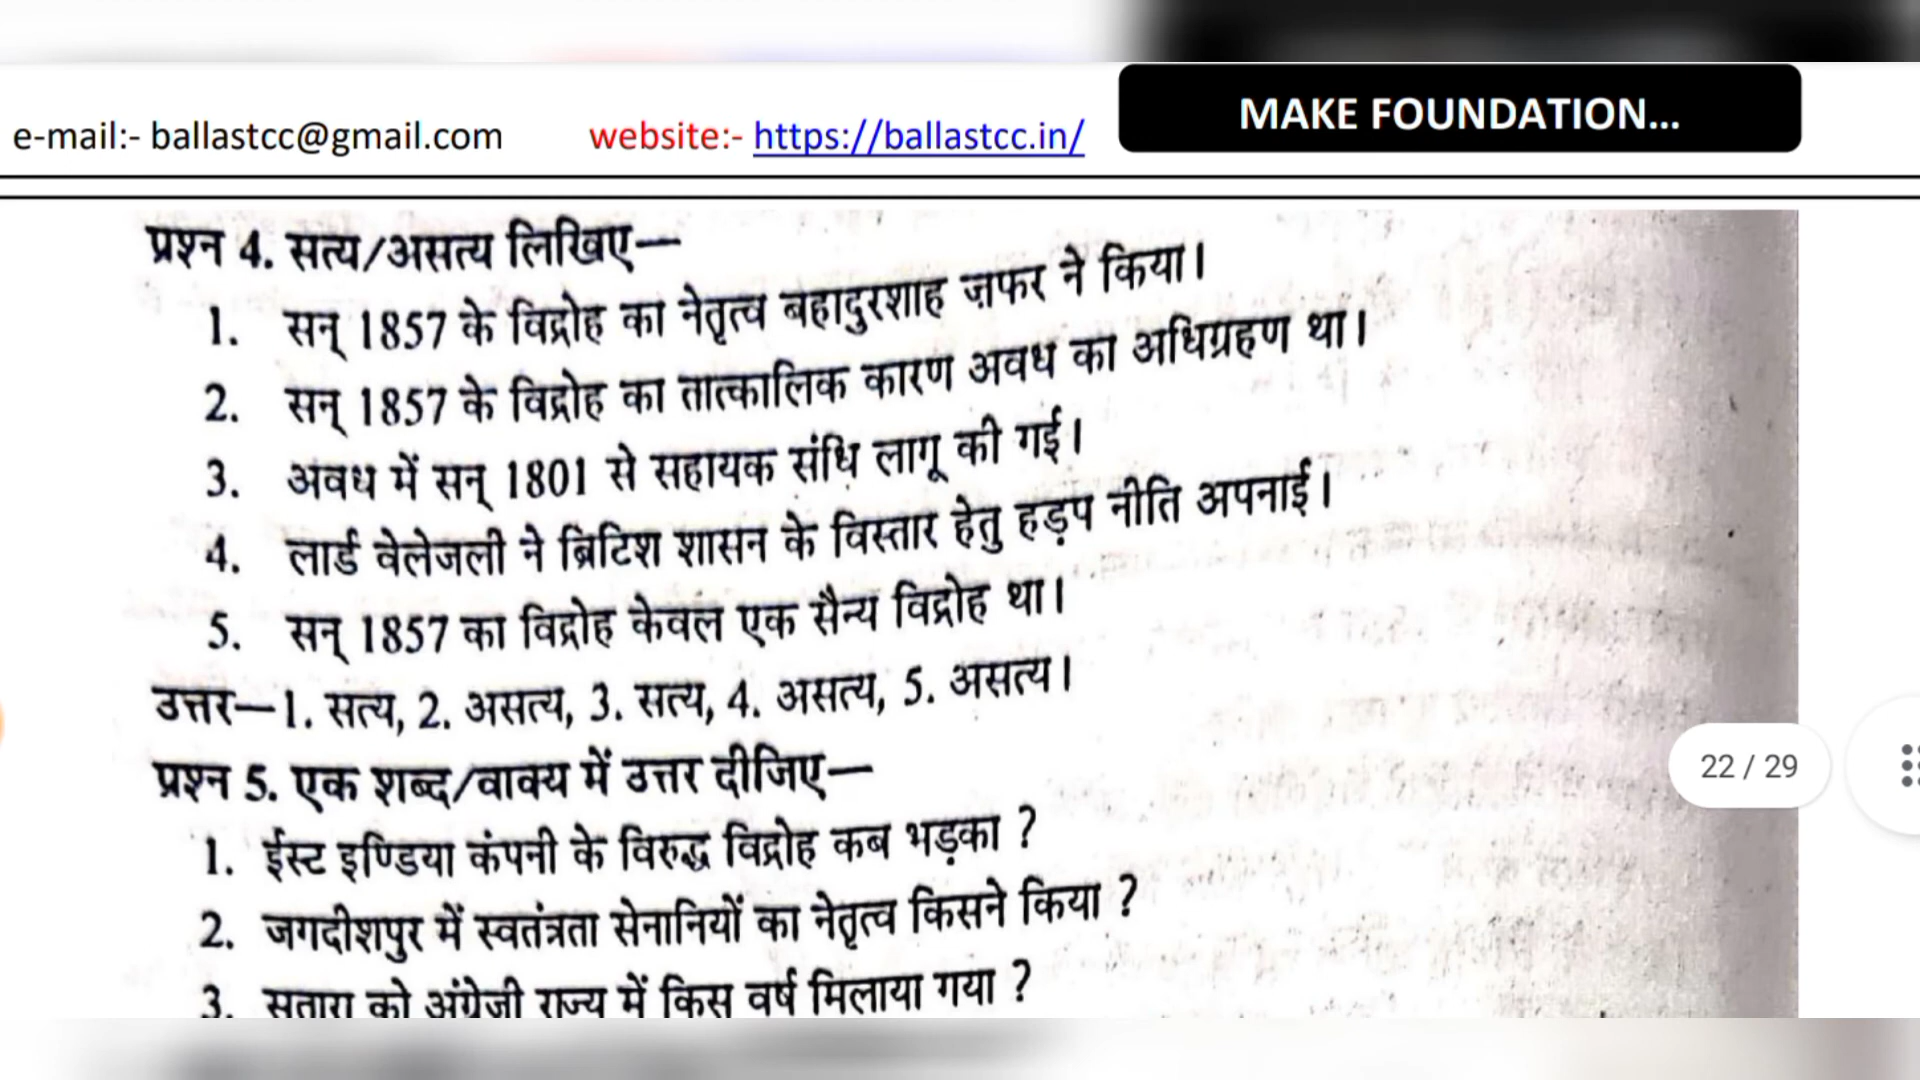 MAKE FOUNDATION...
e-mail:- ballastcc@gmail.com website:- https://ballastcc.in/
प्रश्न 4. सत्य/असत्य लिखिए—
1. सन् 1857 के विद्रोह का नेतृत्व बहादुरशाह ज़फर ने किया।
2. सन् 1857 के विद्रोह का तात्कालिक कारण अवध का अधिग्रहण था।
3. अवध में सन् 1801 से सहायक संधि लागू की गई।
4. लार्ड वेलेजली ने ब्रिटिश शासन के विस्तार हेतु हड़प नीति अपनाई।
5. सन् 1857 का विद्रोह केवल एक सैन्य विद्रोह था।
उत्तर—1. सत्य, 2. असत्य, 3. सत्य, 4. असत्य, 5. असत्य।
प्रश्न 5. एक शब्द/वाक्य में उत्तर दीजिए—
1. ईस्ट इण्डिया कंपनी के विरुद्ध विद्रोह कब भड़का ?
2. जगदीशपुर में स्वतंत्रता सेनानियों का नेतृत्व किसने किया ?
3. सतारा को अंग्रेजी राज्य में किस वर्ष मिलाया गया ?
22 / 29